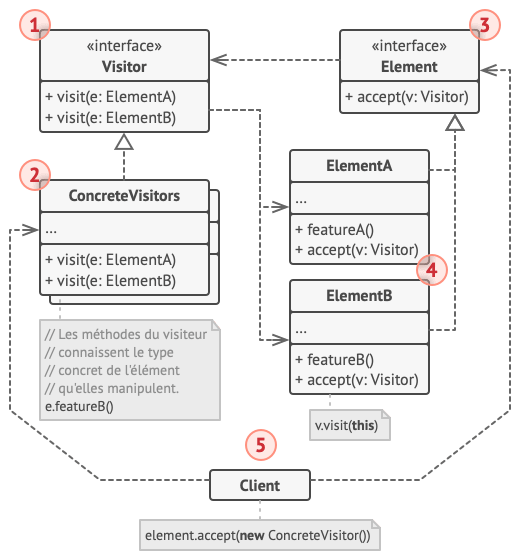 1
«interface»
Visitor
+ visit(e: ElementA)
+ visit(e: ElementB)
3
«interface»
Element
+ accept(v: Visitor)
2
ConcreteVisitors
...
+ visit(e: ElementA)
+ visit(e: ElementB)
// Les méthodes du visiteur
// connaissent le type
// concret de l'élément
// qu'elles manipulent.
e.featureB()
ElementA
...
+ featureA()
+ accept(v: Visitor)
4
ElementB
...
+ featureB()
+ accept(v: Visitor)
v.visit(this)
5
Client
element.accept(new ConcreteVisitor())